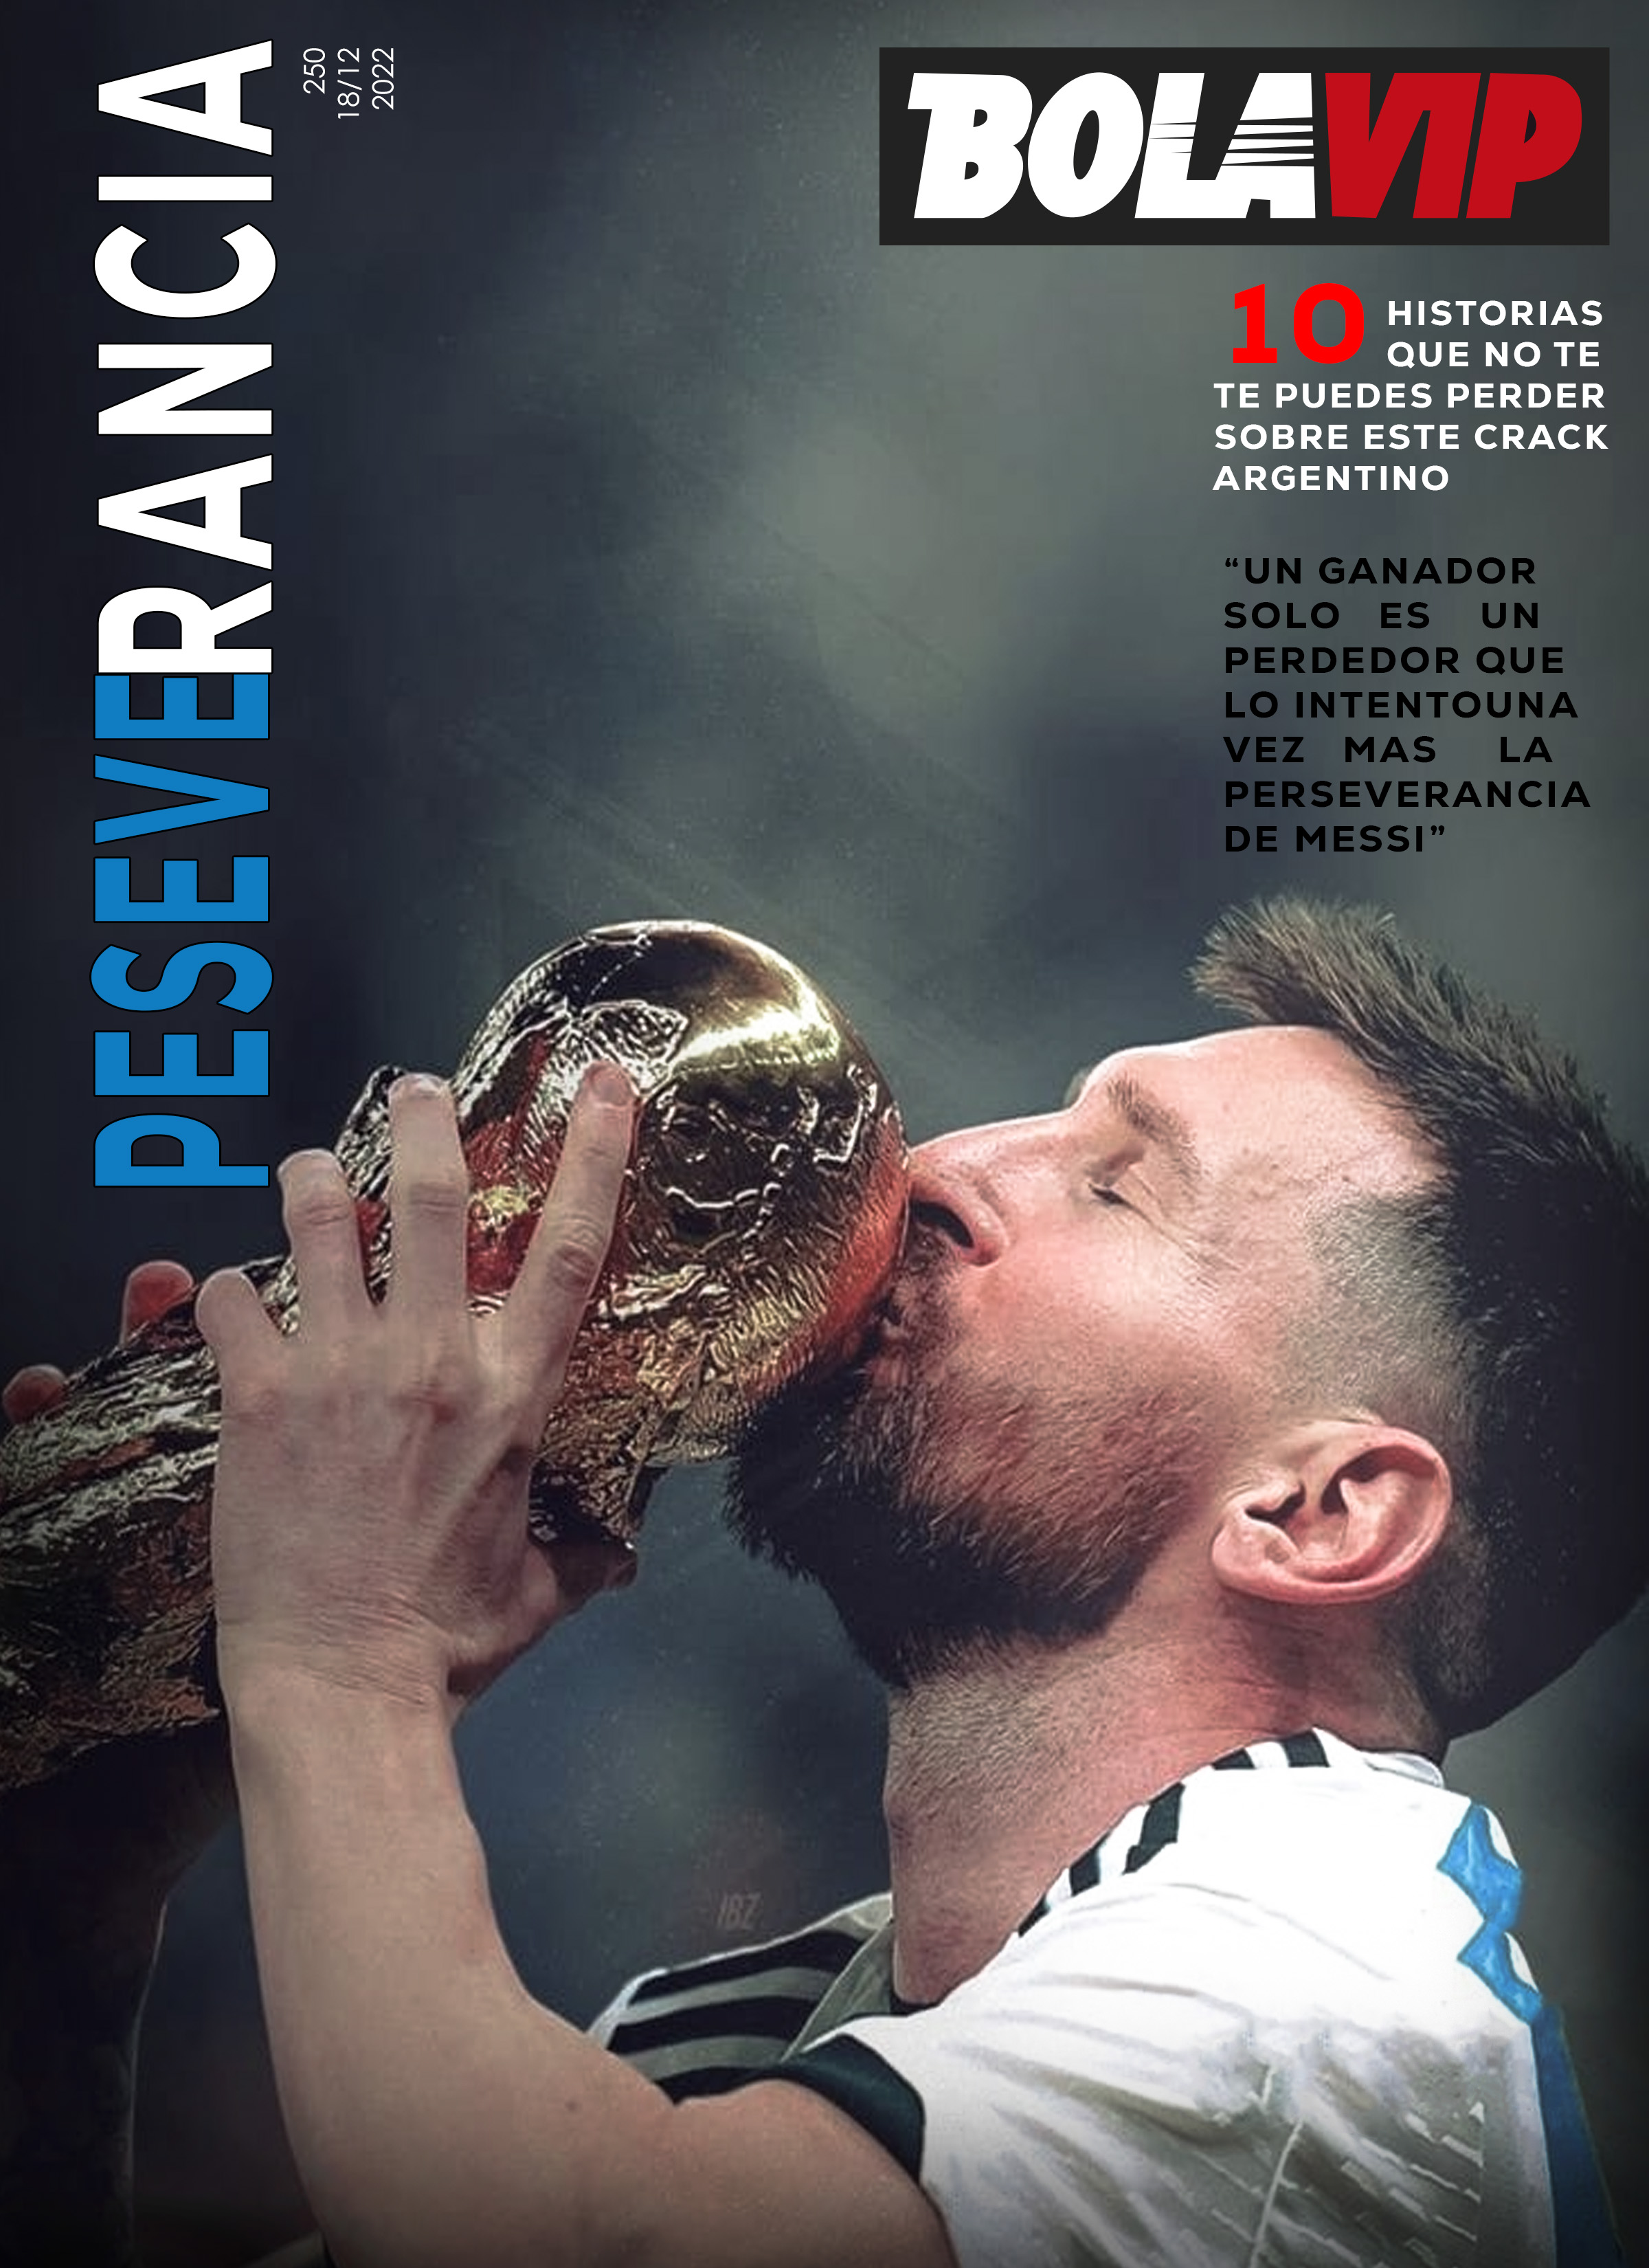 PESEVERANCIA
250
18/12
2022
BOLAVIP
10 HISTORIAS
QUE NO TE
TE PUEDES PERDER
SOBRE ESTE CRACK
ARGENTINO
“UN GANADOR
SOLO ES UN
PERDEDOR QUE
LO INTENTOUNA
VEZ MAS LA
PERSEVERANCIA
DE MESSI”
IBZ